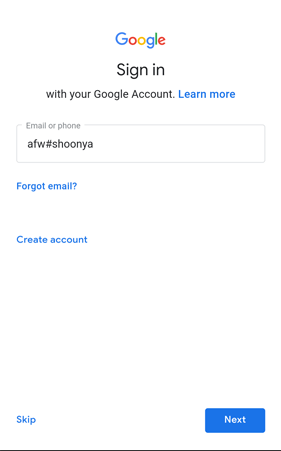 Google
Sign in
with your Google Account. Learn more
Email or phone
afw#shoonya
Forgot email?
Create account
Skip
Next